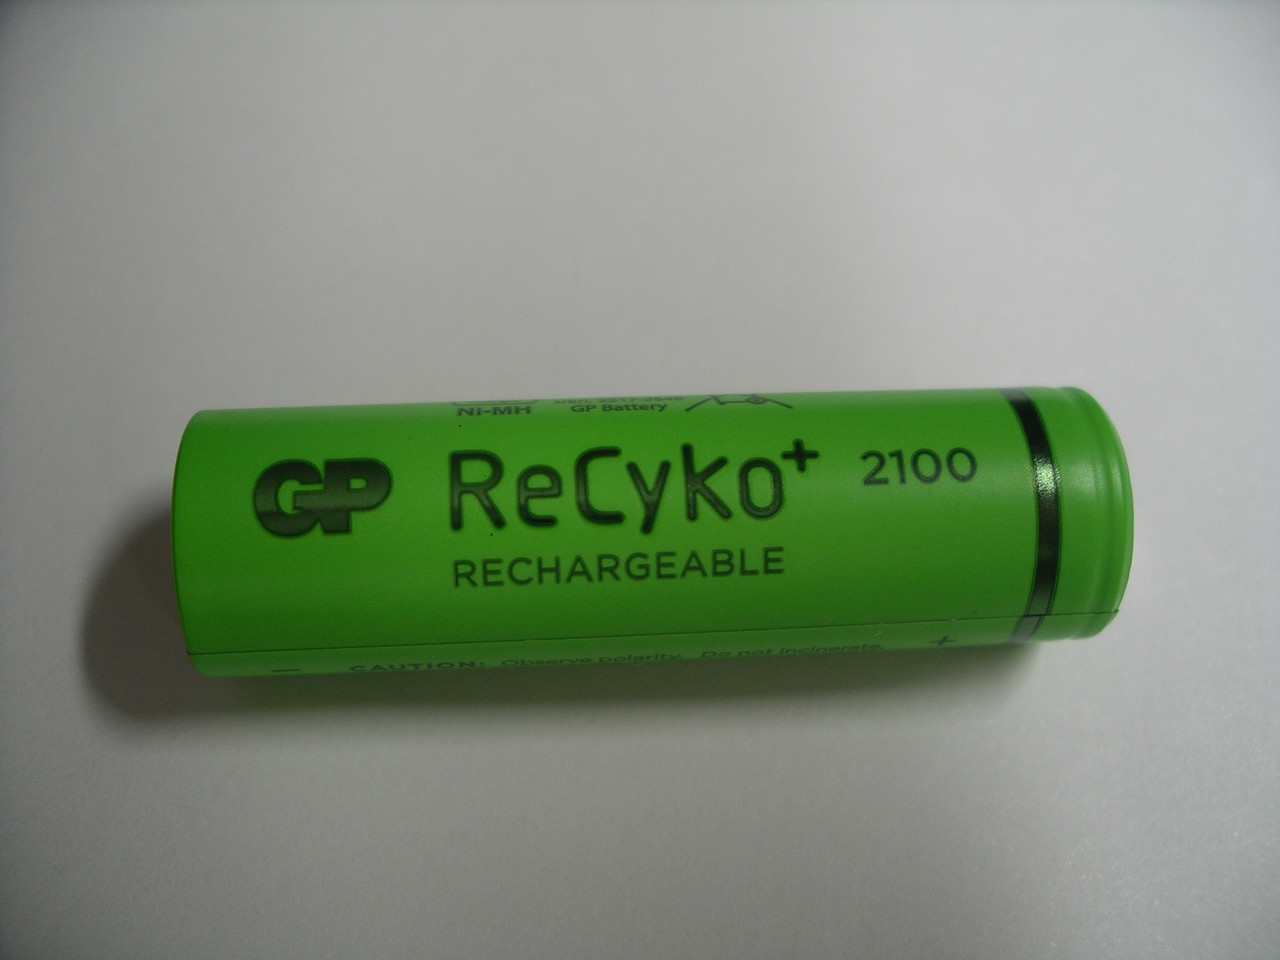 NI-MH GP Battery
GP ReCyko+ 2100
RECHARGEABLE
− CAUTION: Observe polarity. Do not incinerate. +